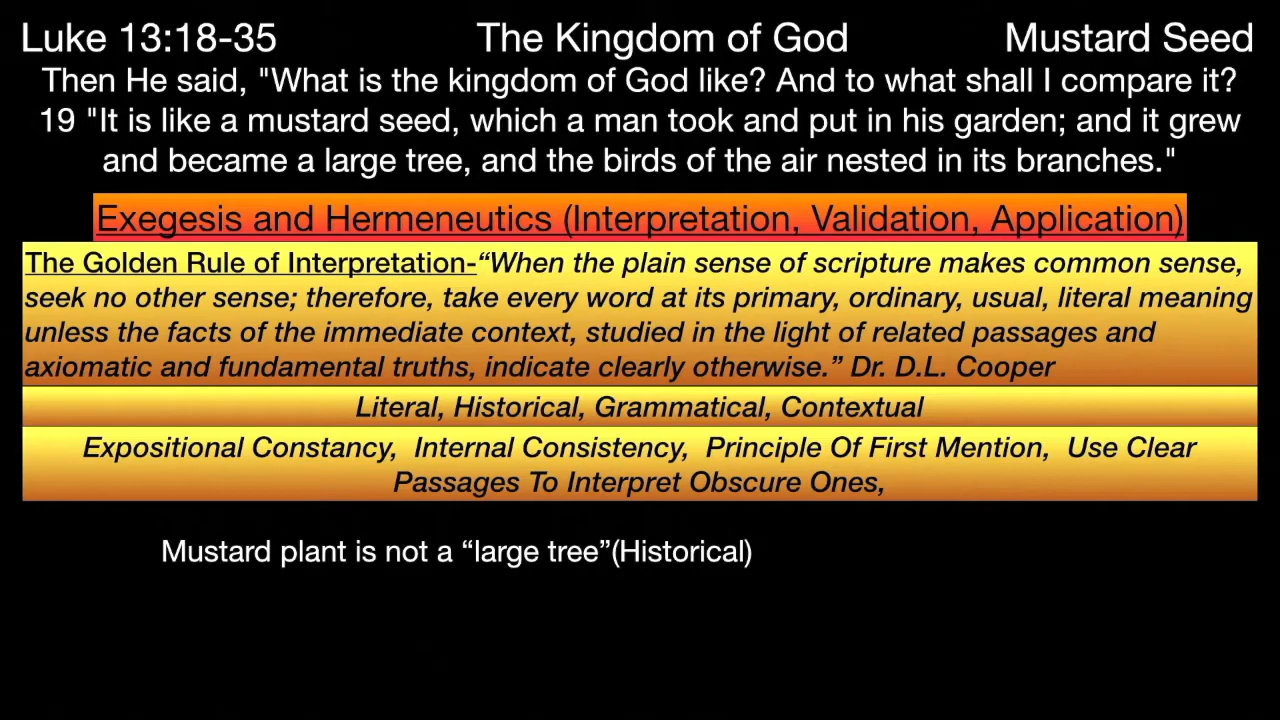 Luke 13:18-35 The Kingdom of God Mustard Seed
Then He said, "What is the kingdom of God like? And to what shall I compare it?
19 "It is like a mustard seed, which a man took and put in his garden; and it grew
and became a large tree, and the birds of the air nested in its branches."
Exegesis and Hermeneutics (Interpretation, Validation, Application)
The Golden Rule of Interpretation-“When the plain sense of scripture makes common sense,
seek no other sense; therefore, take every word at its primary, ordinary, usual, literal meaning
unless the facts of the immediate context, studied in the light of related passages and
axiomatic and fundamental truths, indicate clearly otherwise.” Dr. D.L. Cooper
Literal, Historical, Grammatical, Contextual
Expositional Constancy, Internal Consistency, Principle Of First Mention, Use Clear
Passages To Interpret Obscure Ones,
Mustard plant is not a “large tree”(Historical)